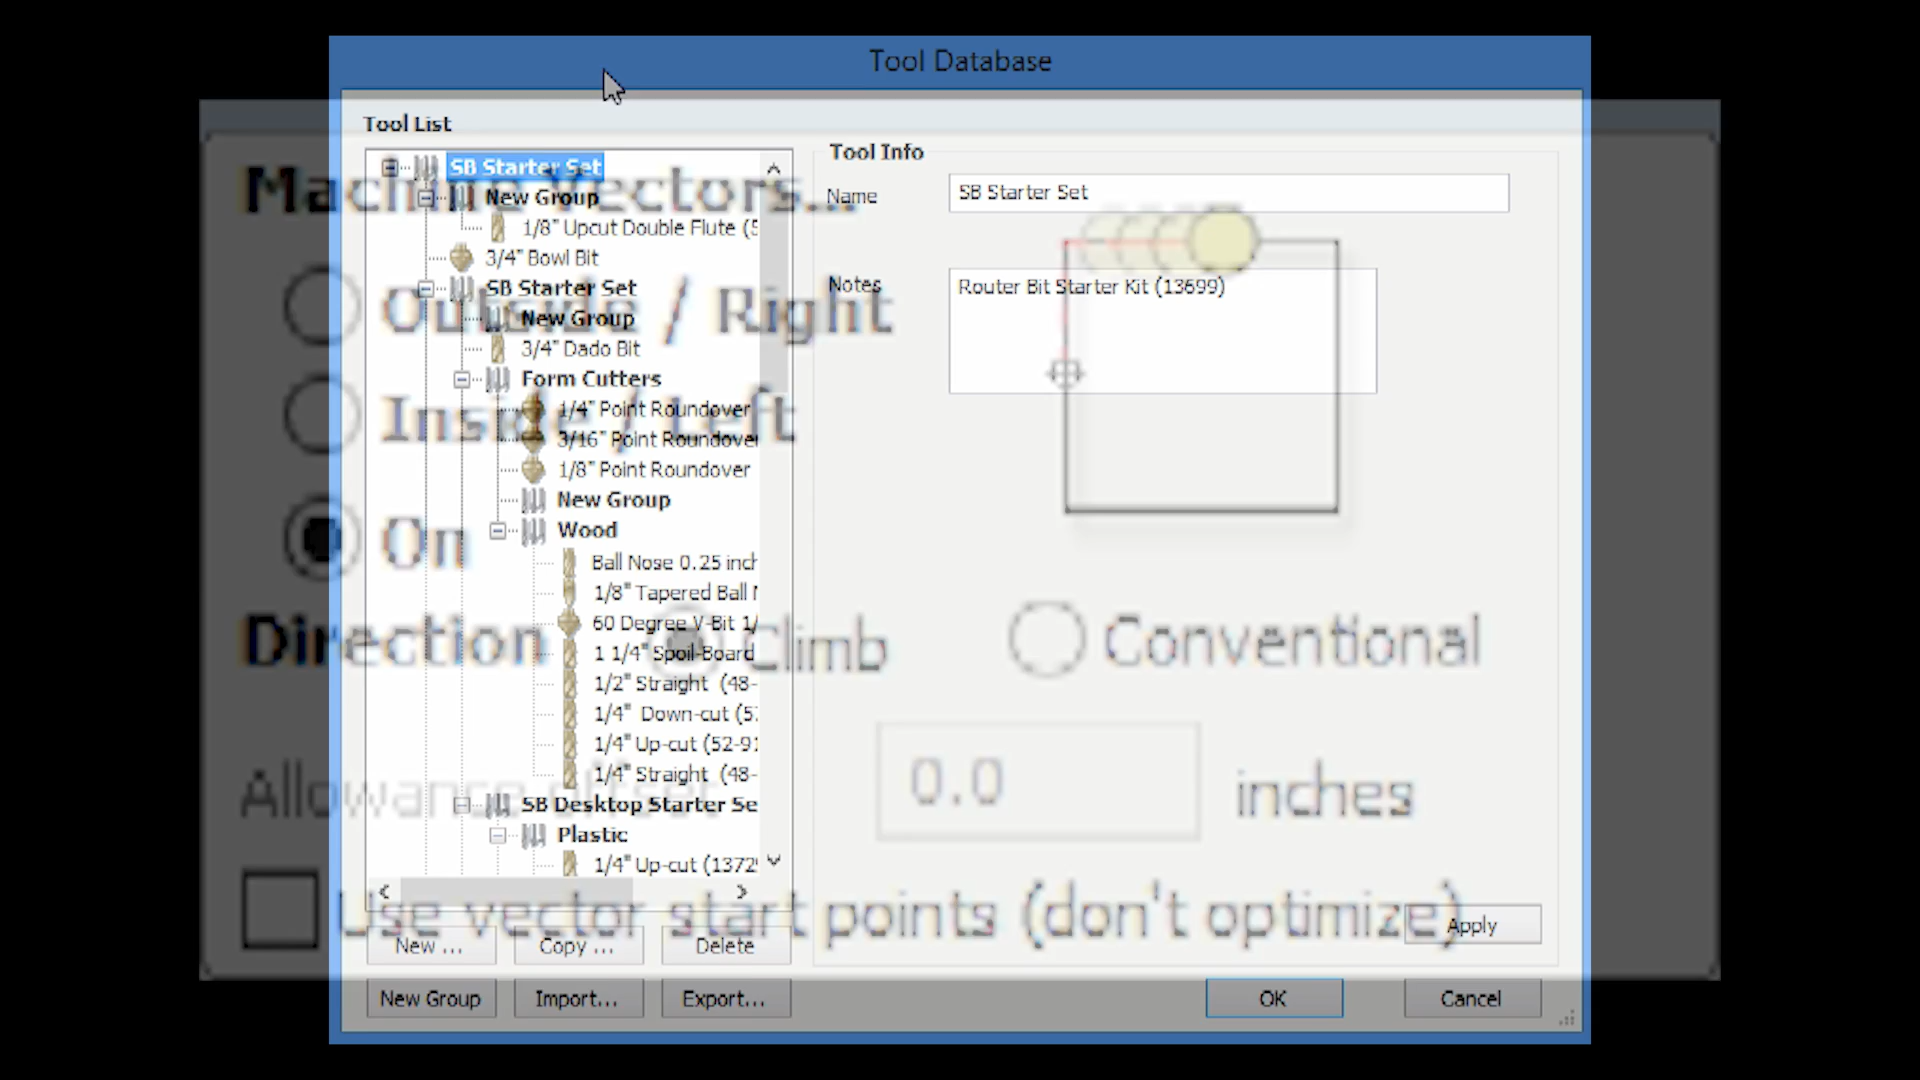 Tool Database
Tool List
SB Starter Set
New Group
1/8" Upcut Double Flute (5
3/4" Bowl Bit
SB Starter Set
New Group
3/4" Dado Bit
Form Cutters
1/4" Point Roundover
3/16" Point Roundover
1/8" Point Roundover
New Group
Wood
Ball Nose 0.25 inch
1/8" Tapered Ball N
60 Degree V-Bit 1/
1 1/4" Spoil-Board
1/2" Straight (48-
1/4" Down-cut (5
1/4" Up-cut (52-91
1/4" Straight (48-
SB Desktop Starter Se
Plastic
1/4" Up-cut (1372
New ...
Copy ...
Delete
New Group
Import...
Export...
Tool Info
Name
SB Starter Set
Notes
Router Bit Starter Kit (13699)
Apply
OK
Cancel
Machine Vectors...
Outside / Right
Inside / Left
On
Direction
Climb
Conventional
Allowance offset
0.0
inches
Use vector start points (don't optimize)